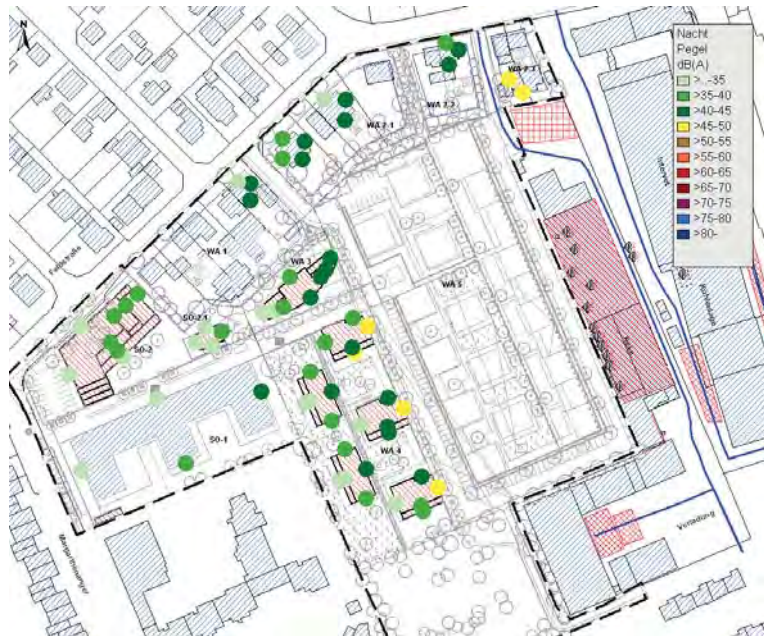 N
Nacht
Pegel
dB(A)
>..-35
>35-40
>40-45
>45-50
>50-55
>55-60
>60-65
>65-70
>70-75
>75-80
>80-
WA 2.3
WA 2.2
WA 2.1
WA 1
WA 3
WA 5
SO-2.1
SO-2
SO-1
WA 4
Verladung